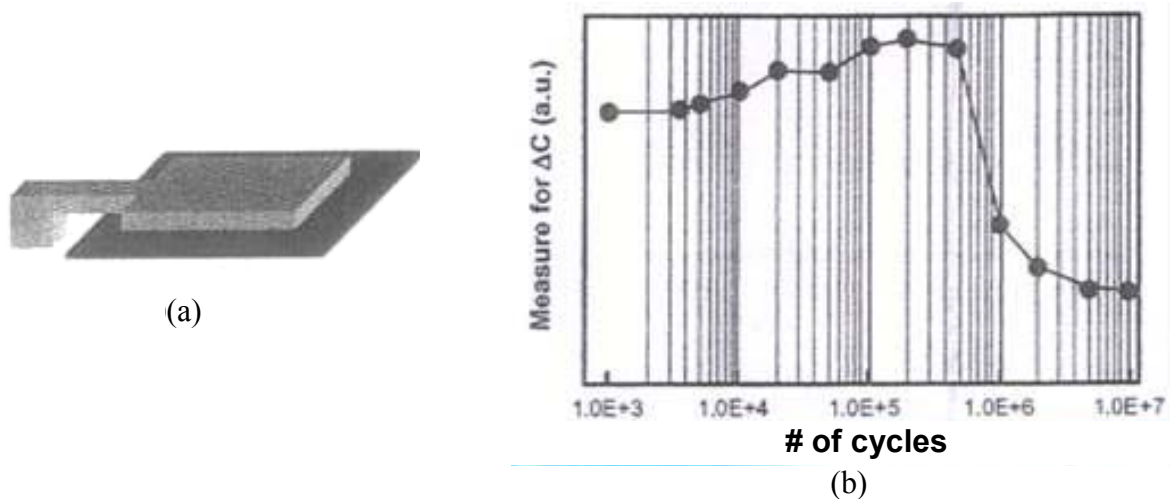 (a)
Measure for ΔC (a.u.)
1.0E+3 1.0E+4 1.0E+5 1.0E+6 1.0E+7
# of cycles
(b)